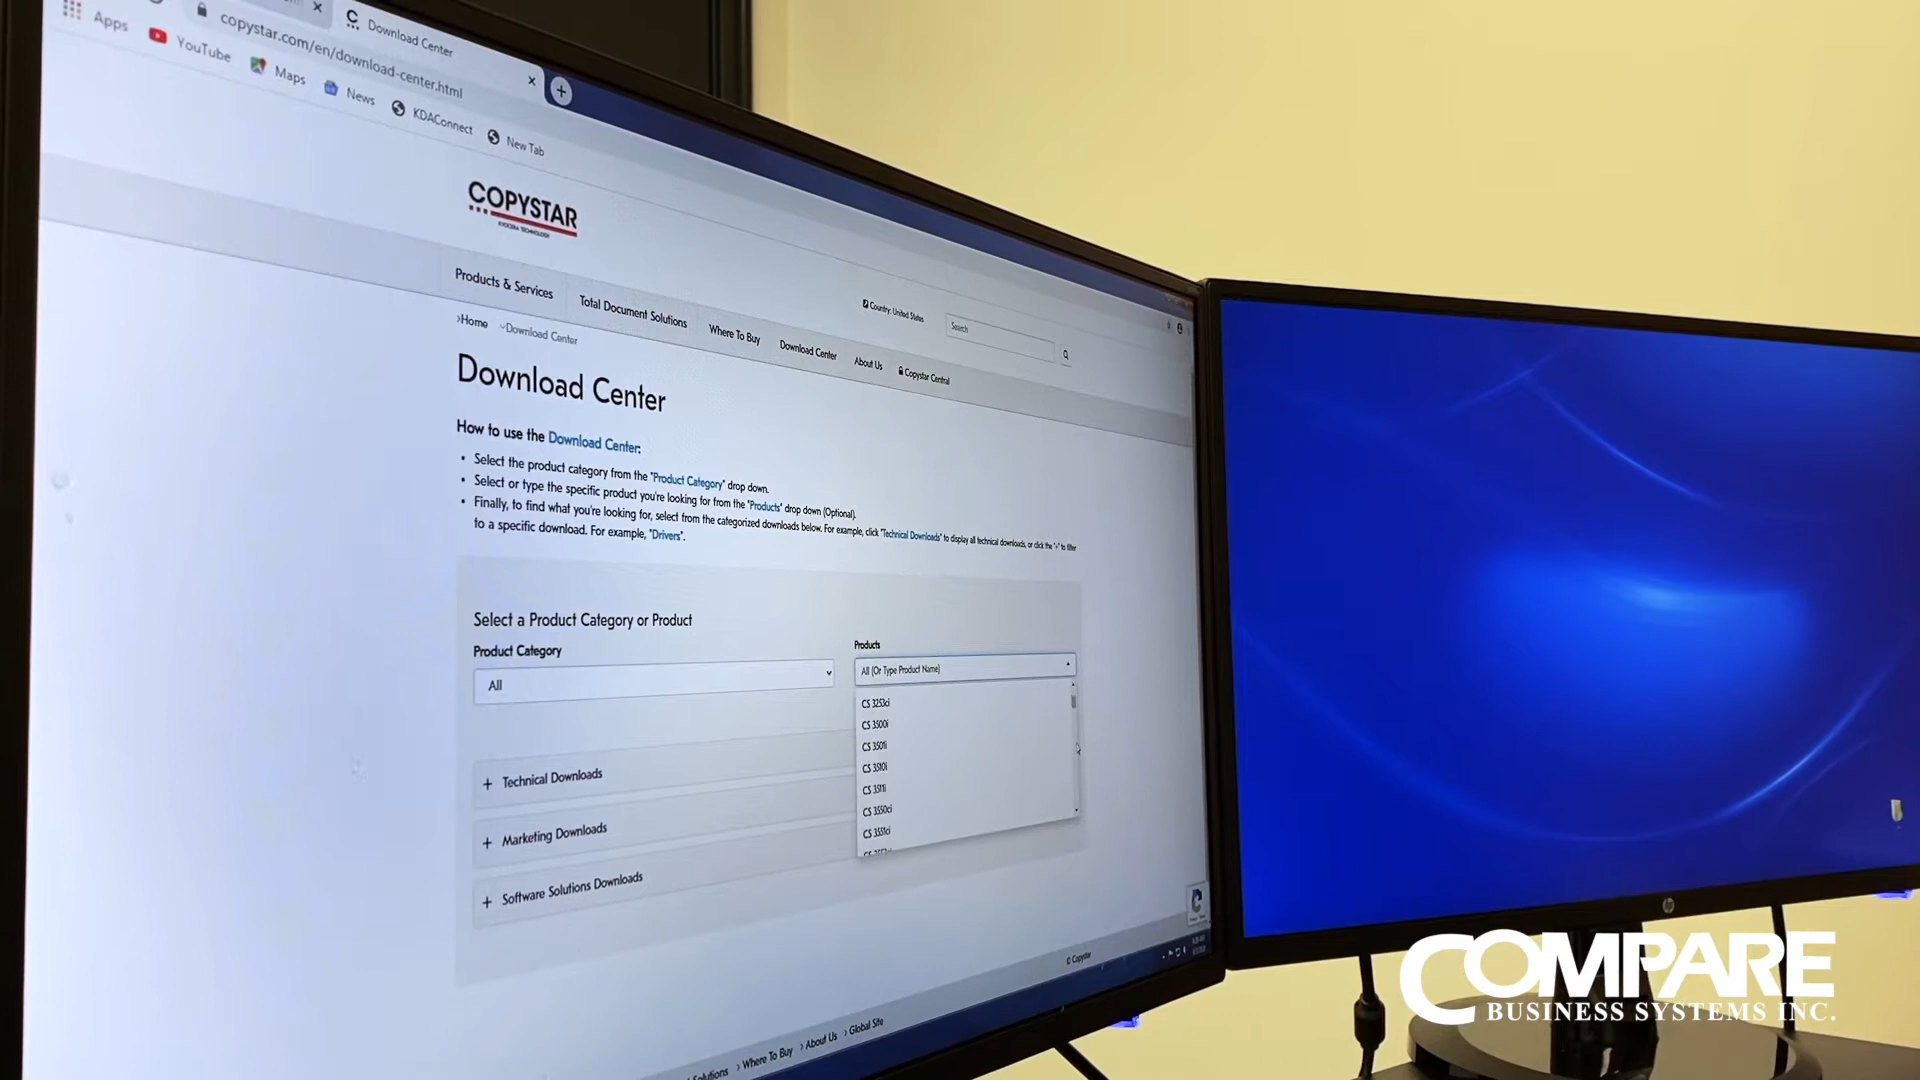 Download Center
copystar.com/en/download-center.html
Apps
YouTube
Maps
News
KDAConnect
New Tab
COPYSTAR
KYOCERA TECHNOLOGY
Country: United States
Search
Products & Services
Total Document Solutions
Where To Buy
Download Center
About Us
Copystar Central
Home
Download Center
Download Center
How to use the Download Center:
• Select the product category from the "Product Category" drop down.
• Select or type the specific product you're looking for from the "Products" drop down (Optional).
• Finally, to find what you're looking for, select from the categorized downloads below. For example, click "Technical Downloads" to display all technical downloads, or click the "+" to filter
to a specific download. For example, "Drivers".
Select a Product Category or Product
Product Category
All
Products
All (Or Type Product Name)
CS 3253ci
CS 3500i
CS 3501i
CS 3510i
CS 3511i
CS 3550ci
CS 3551ci
+ Technical Downloads
+ Marketing Downloads
+ Software Solutions Downloads
© Copystar
Solutions
Where To Buy
About Us
Global Site
hp
COMPARE
BUSINESS SYSTEMS INC.